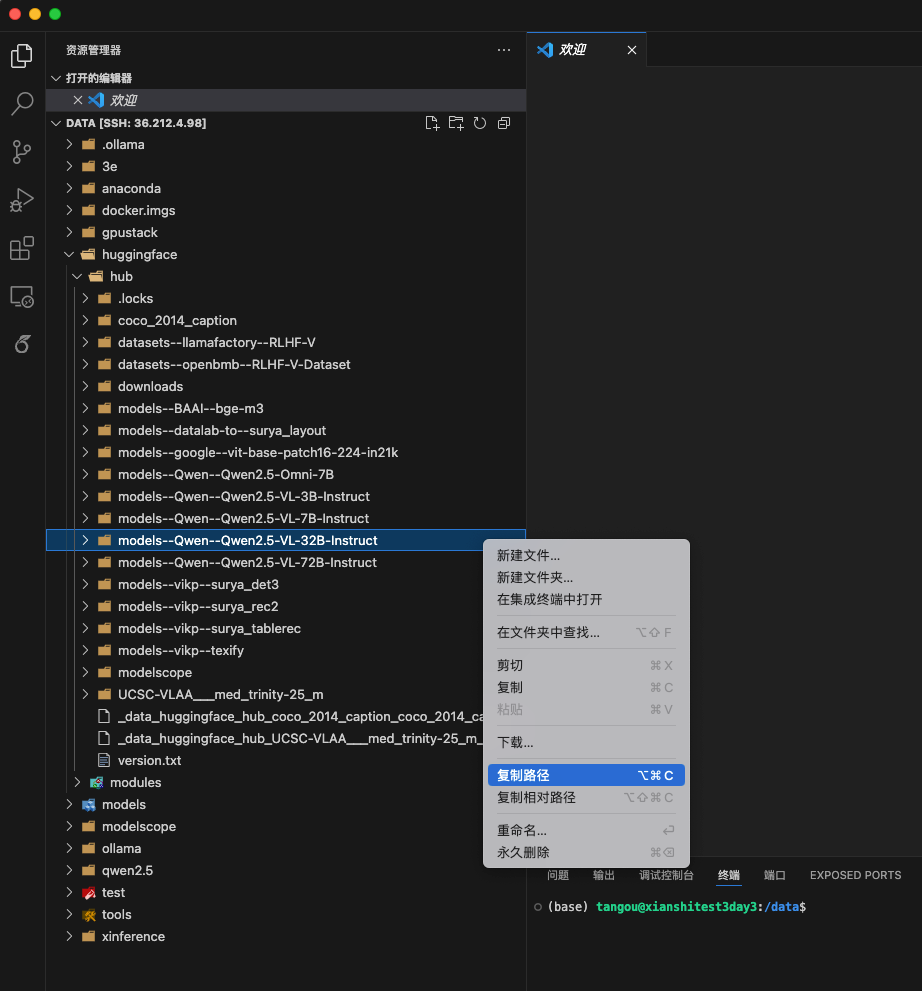 资源管理器
打开的编辑器
欢迎
DATA [SSH: 36.212.4.98]
.ollama
3e
anaconda
docker.imgs
gpustack
huggingface
hub
.locks
coco_2014_caption
datasets--llamafactory--RLHF-V
datasets--openbmb--RLHF-V-Dataset
downloads
models--BAAI--bge-m3
models--datalab-to--surya_layout
models--google--vit-base-patch16-224-in21k
models--Qwen--Qwen2.5-Omni-7B
models--Qwen--Qwen2.5-VL-3B-Instruct
models--Qwen--Qwen2.5-VL-7B-Instruct
models--Qwen--Qwen2.5-VL-32B-Instruct
models--Qwen--Qwen2.5-VL-72B-Instruct
models--vikp--surya_det3
models--vikp--surya_rec2
models--vikp--surya_tablerec
models--vikp--texify
modelscope
UCSC-VLAA___med_trinity-25_m
_data_huggingface_hub_coco_2014_caption_coco_2014_ca
_data_huggingface_hub_UCSC-VLAA___med_trinity-25_m_
version.txt
modules
models
modelscope
ollama
qwen2.5
test
tools
xinference
欢迎
新建文件...
新建文件夹...
在集成终端中打开
在文件夹中查找... ⌥⇧F
剪切 ⌘X
复制 ⌘C
粘贴 ⌘V
下载...
复制路径 ⌥⌘C
复制相对路径 ⌥⇧⌘C
重命名... ⏎
永久删除 ⌘⌫
问题 输出 调试控制台 终端 端口 EXPOSED PORTS
(base) tangou@xianshitest3day3:/data$